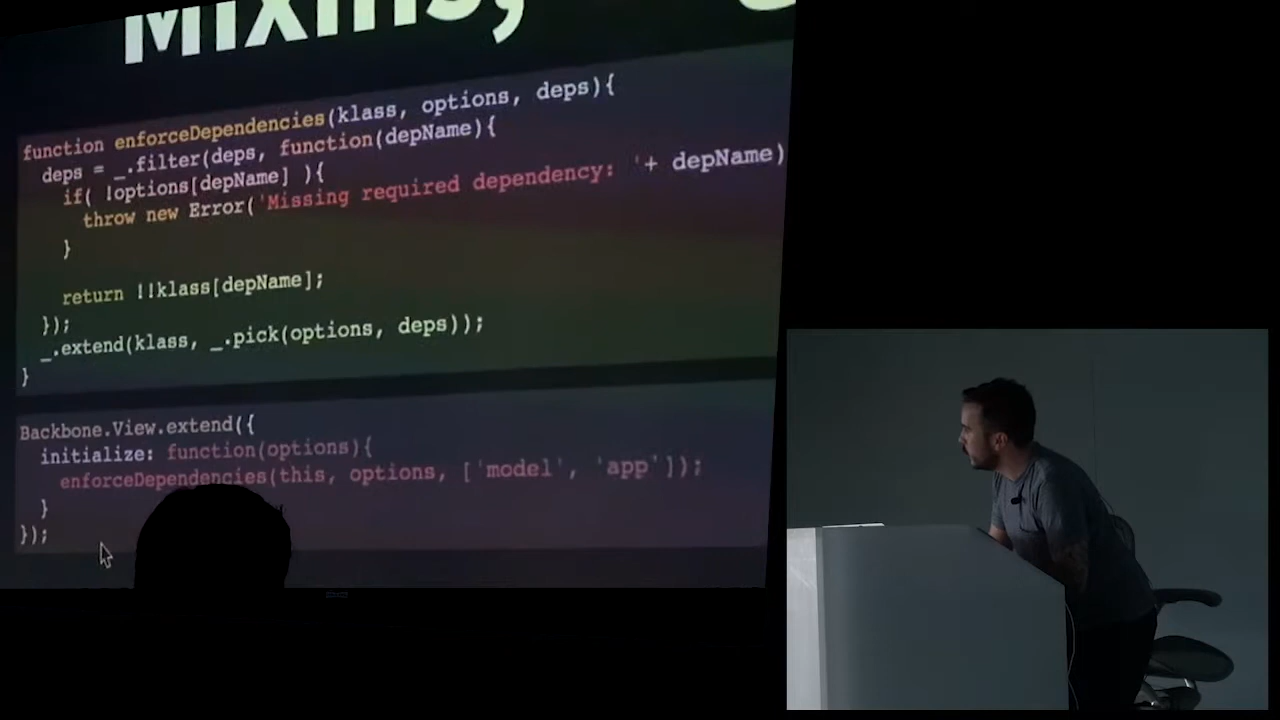 Mixins,
function enforceDependencies(klass, options, deps){
deps = _.filter(deps, function(depName){
if( !options[depName] ){
throw new Error('Missing required dependency: '+ depName)
}
return !!klass[depName];
});
_.extend(klass, _.pick(options, deps));
}
Backbone.View.extend({
initialize: function(options){
enforceDependencies(this, options, ['model', 'app']);
}
});